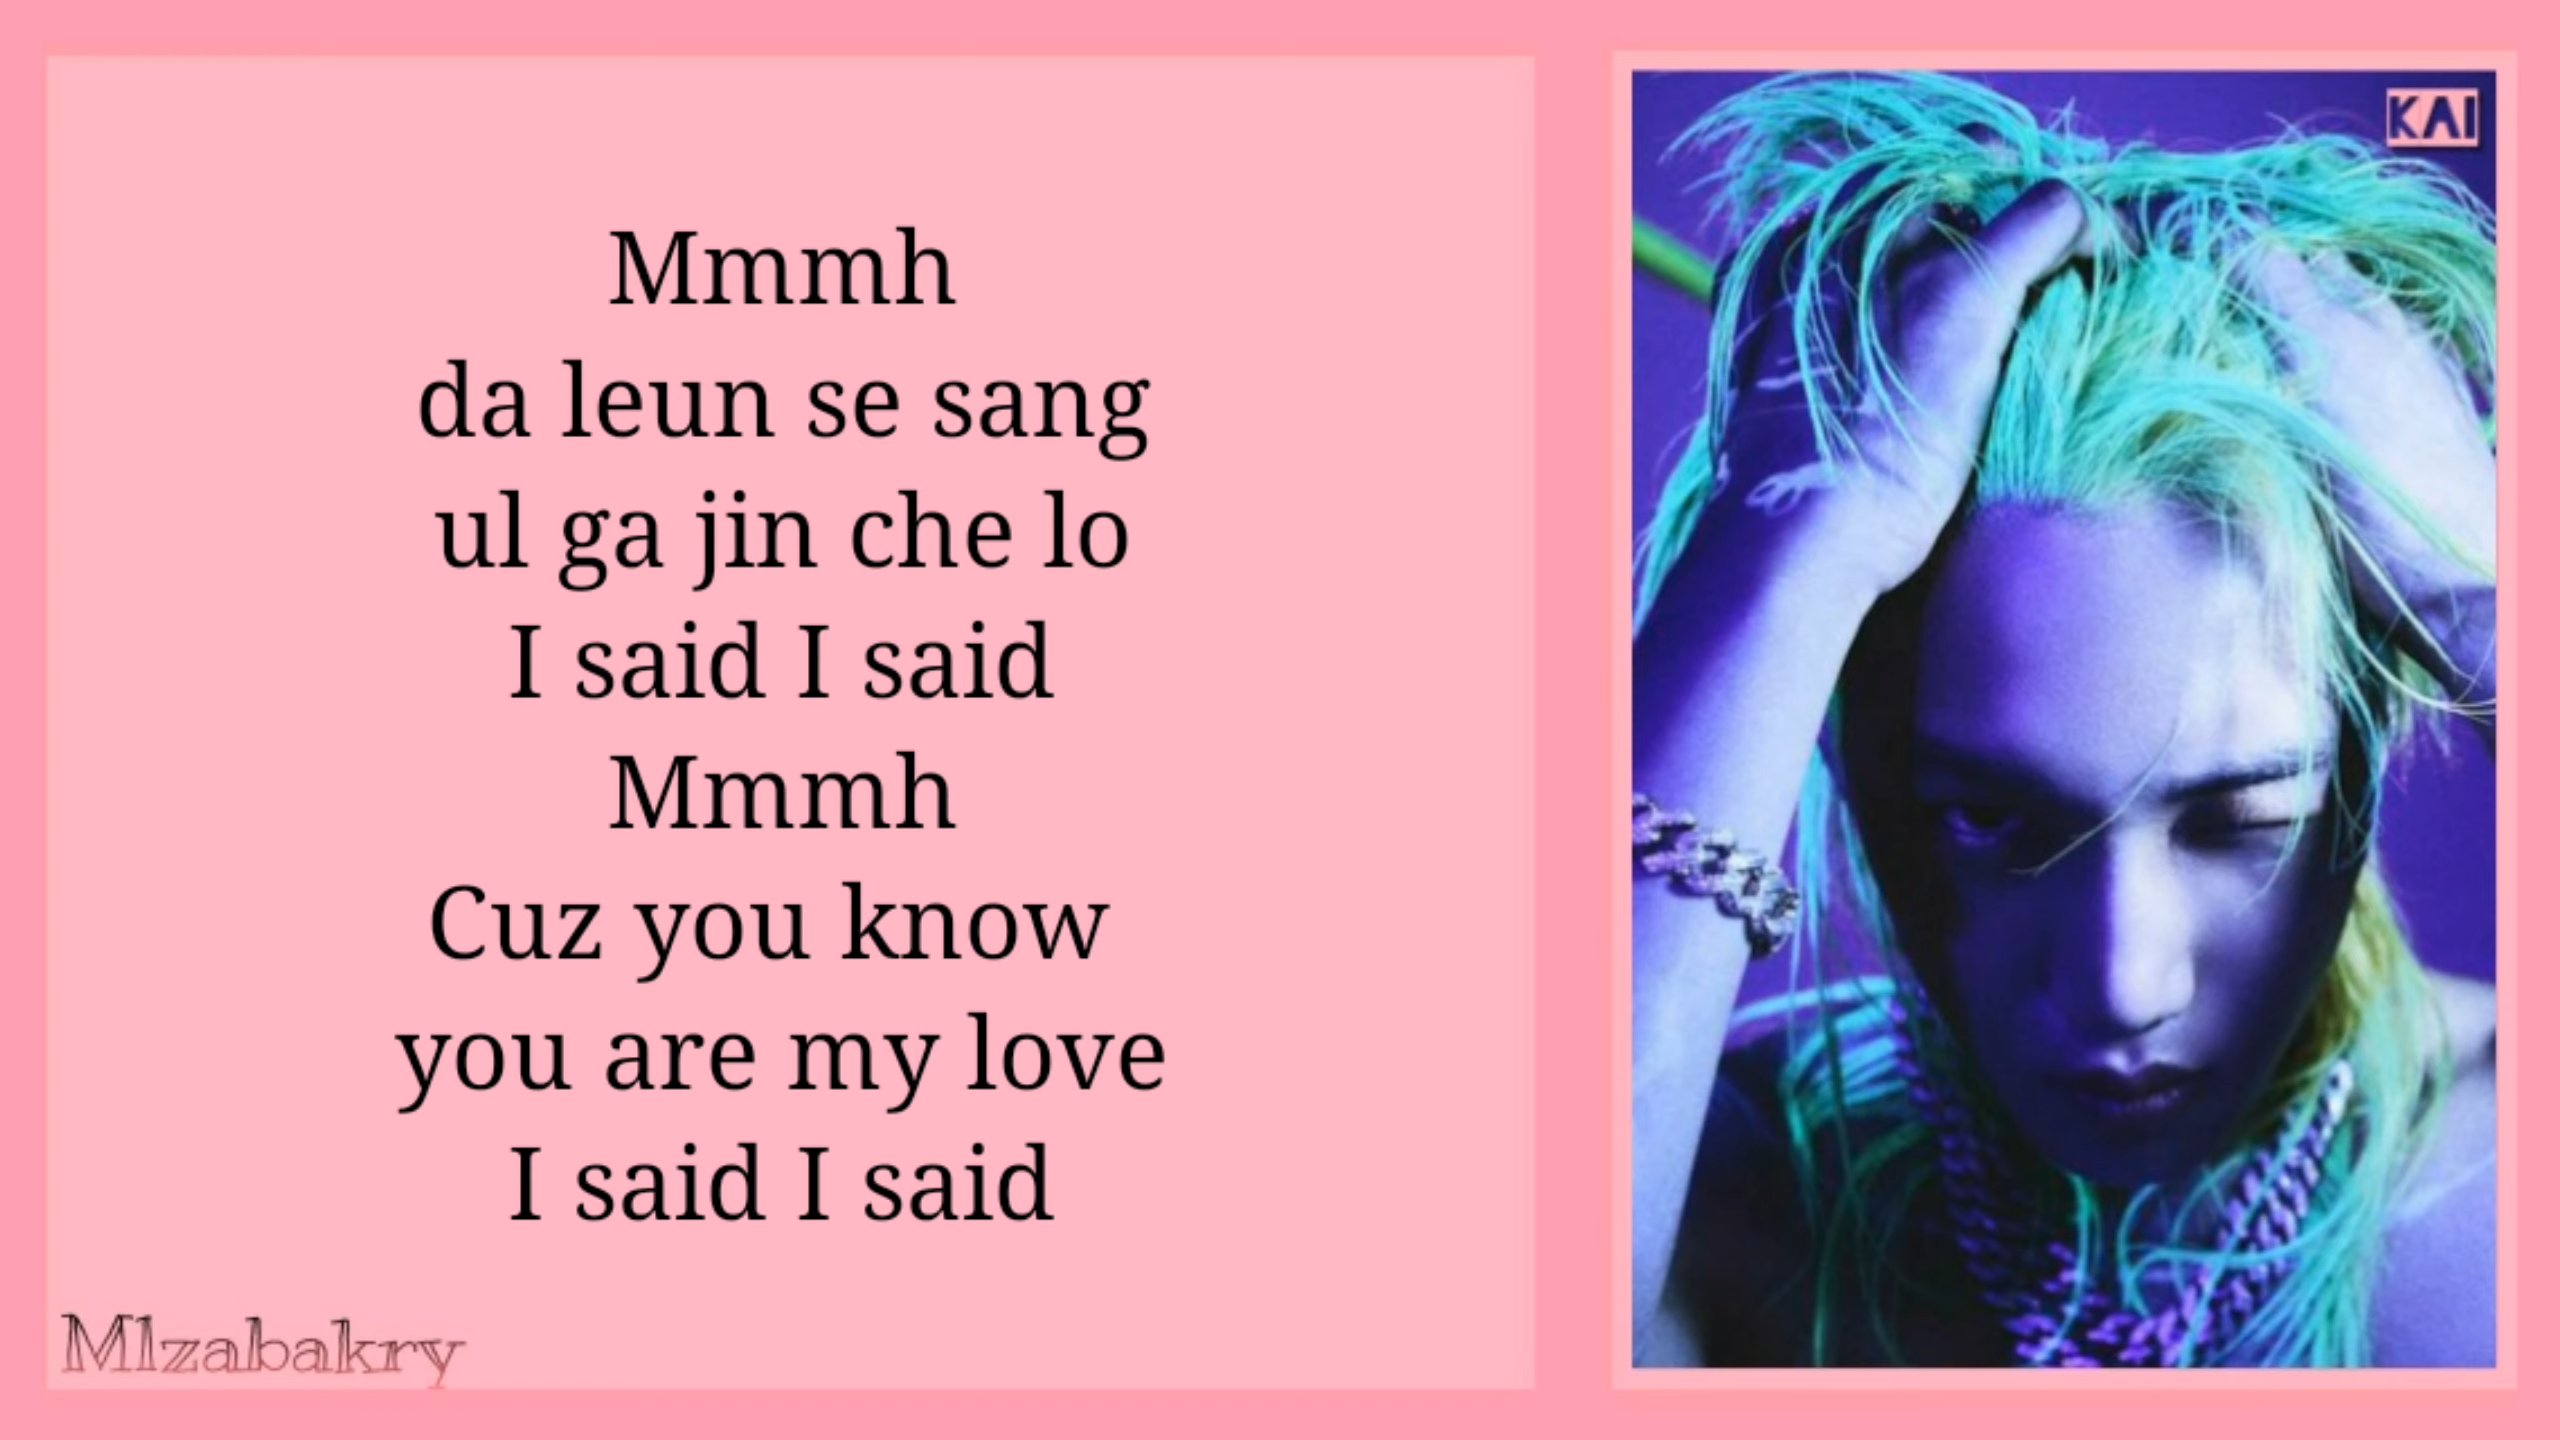 Mmmh
da leun se sang
ul ga jin che lo
I said I said
Mmmh
Cuz you know
you are my love
I said I said
Mlzabakry
KAI